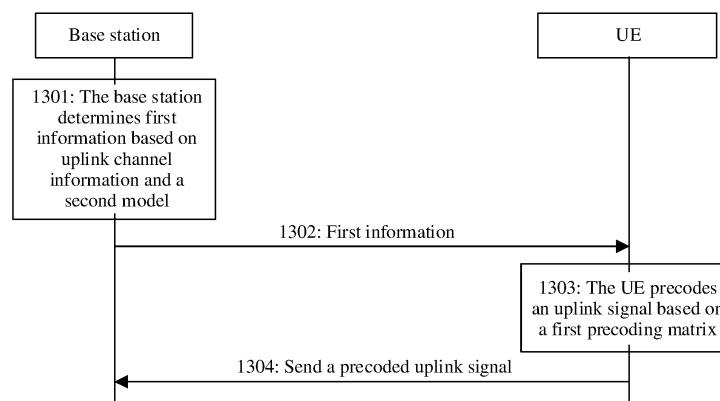 Base station
UE
1301: The base station
determines first
information based on
uplink channel
information and a
second model
1302: First information
1303: The UE precodes
an uplink signal based on
a first precoding matrix
1304: Send a precoded uplink signal